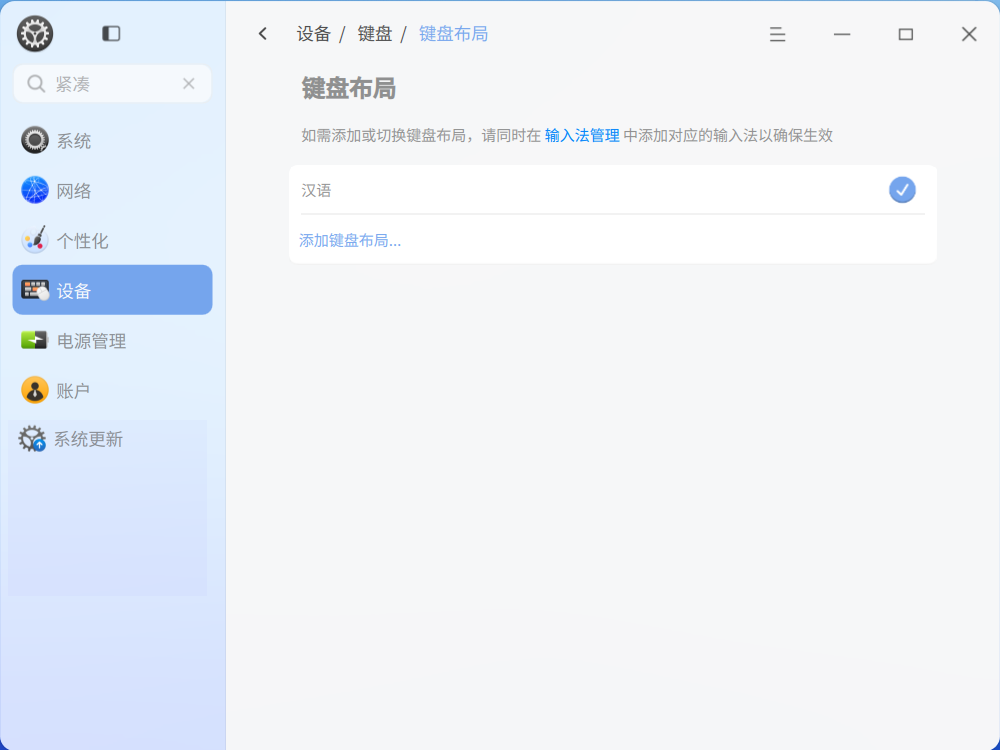 紧凑
系统
网络
个性化
设备
电源管理
账户
系统更新
设备 / 键盘 / 键盘布局
键盘布局
如需添加或切换键盘布局，请同时在 输入法管理 中添加对应的输入法以确保生效
汉语
添加键盘布局...